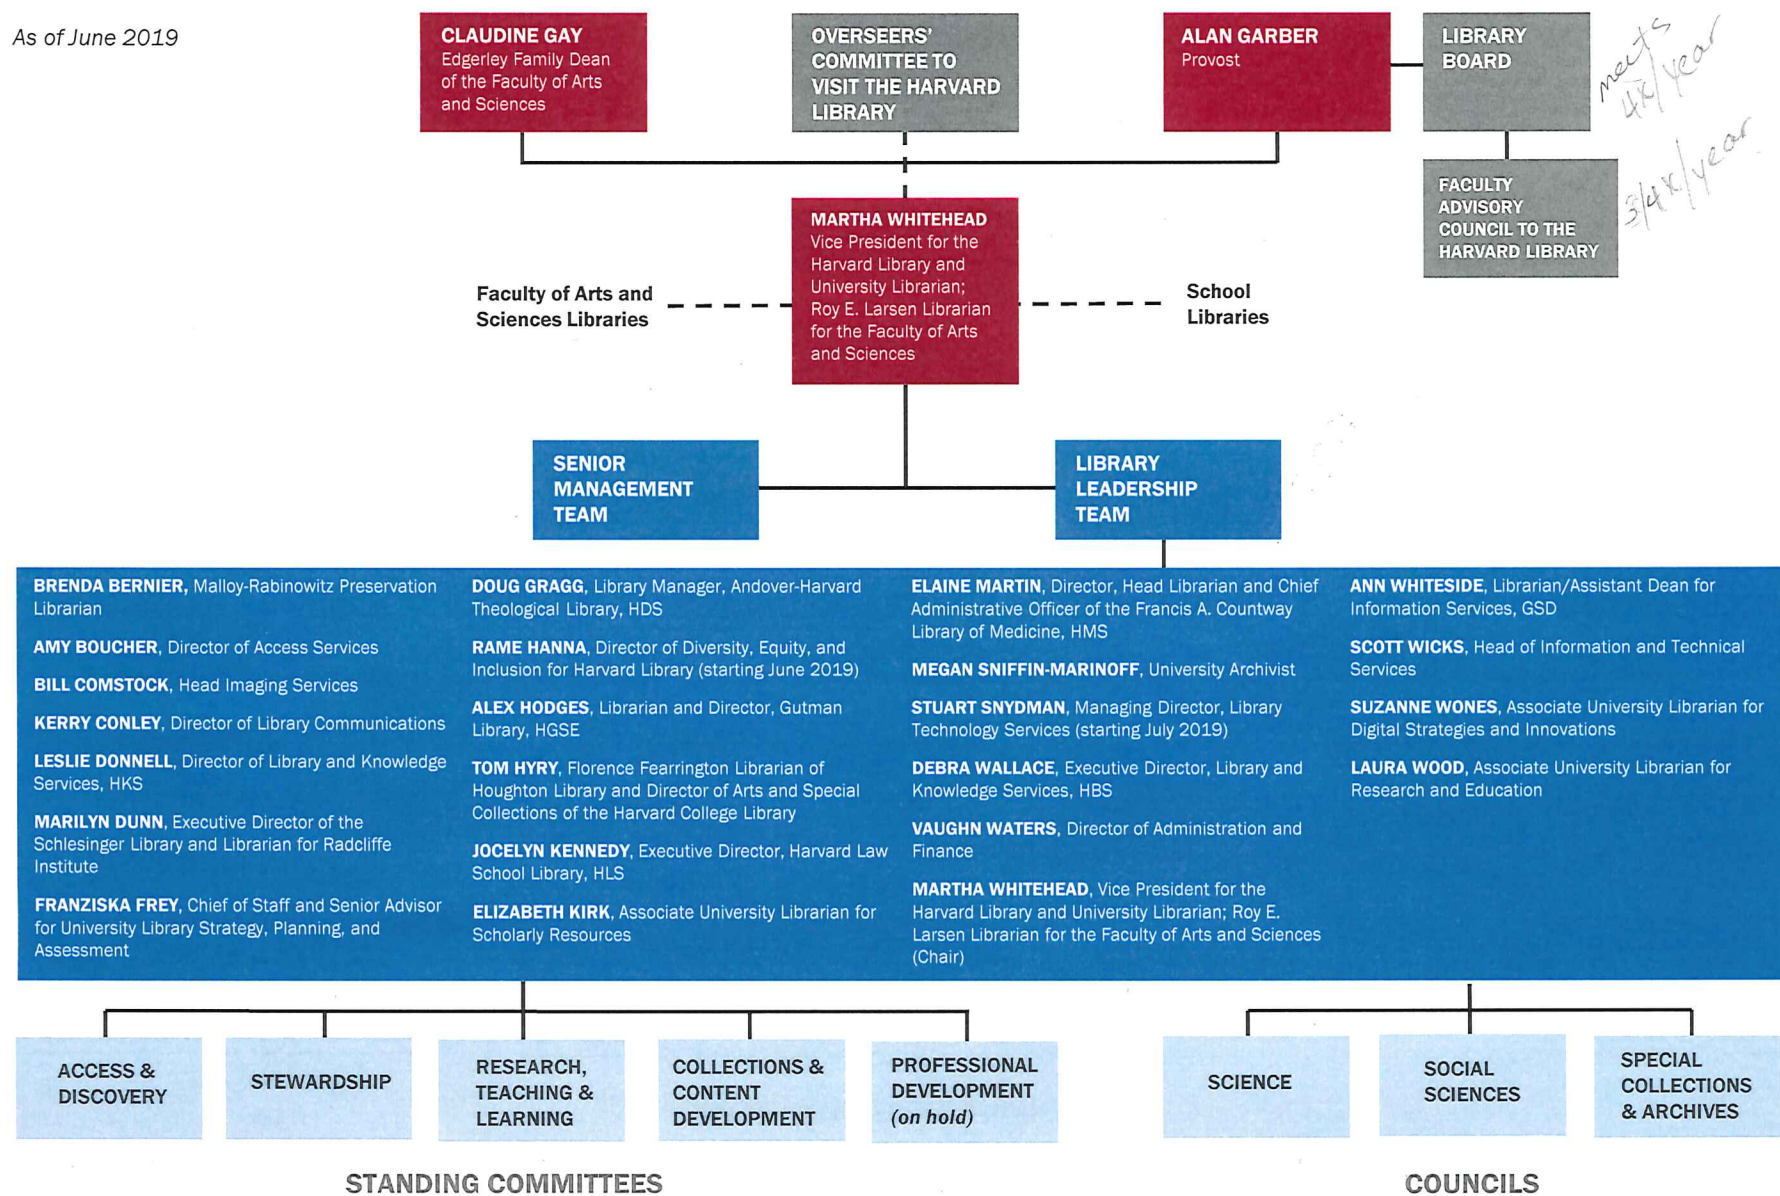 As of June 2019
CLAUDINE GAY
Edgerley Family Dean
of the Faculty of Arts
and Sciences
OVERSEERS'
COMMITTEE TO
VISIT THE HARVARD
LIBRARY
ALAN GARBER
Provost
LIBRARY
BOARD
meets
4x/year
FACULTY
ADVISORY
COUNCIL TO THE
HARVARD LIBRARY
3/4x/year
MARTHA WHITEHEAD
Vice President for the
Harvard Library and
University Librarian;
Roy E. Larsen Librarian
for the Faculty of Arts
and Sciences
Faculty of Arts and
Sciences Libraries
School
Libraries
SENIOR
MANAGEMENT
TEAM
LIBRARY
LEADERSHIP
TEAM
BRENDA BERNIER, Malloy-Rabinowitz Preservation
Librarian
AMY BOUCHER, Director of Access Services
BILL COMSTOCK, Head Imaging Services
KERRY CONLEY, Director of Library Communications
LESLIE DONNELL, Director of Library and Knowledge
Services, HKS
MARILYN DUNN, Executive Director of the
Schlesinger Library and Librarian for Radcliffe
Institute
FRANZISKA FREY, Chief of Staff and Senior Advisor
for University Library Strategy, Planning, and
Assessment
DOUG GRAGG, Library Manager, Andover-Harvard
Theological Library, HDS
RAME HANNA, Director of Diversity, Equity, and
Inclusion for Harvard Library (starting June 2019)
ALEX HODGES, Librarian and Director, Gutman
Library, HGSE
TOM HYRY, Florence Fearrington Librarian of
Houghton Library and Director of Arts and Special
Collections of the Harvard College Library
JOCELYN KENNEDY, Executive Director, Harvard Law
School Library, HLS
ELIZABETH KIRK, Associate University Librarian for
Scholarly Resources
ELAINE MARTIN, Director, Head Librarian and Chief
Administrative Officer of the Francis A. Countway
Library of Medicine, HMS
MEGAN SNIFFIN-MARINOFF, University Archivist
STUART SNYDMAN, Managing Director, Library
Technology Services (starting July 2019)
DEBRA WALLACE, Executive Director, Library and
Knowledge Services, HBS
VAUGHN WATERS, Director of Administration and
Finance
MARTHA WHITEHEAD, Vice President for the
Harvard Library and University Librarian; Roy E.
Larsen Librarian for the Faculty of Arts and Sciences
(Chair)
ANN WHITESIDE, Librarian/Assistant Dean for
Information Services, GSD
SCOTT WICKS, Head of Information and Technical
Services
SUZANNE WONES, Associate University Librarian for
Digital Strategies and Innovations
LAURA WOOD, Associate University Librarian for
Research and Education
ACCESS &
DISCOVERY
STEWARDSHIP
RESEARCH,
TEACHING &
LEARNING
COLLECTIONS &
CONTENT
DEVELOPMENT
PROFESSIONAL
DEVELOPMENT
(on hold)
SCIENCE
SOCIAL
SCIENCES
SPECIAL
COLLECTIONS
& ARCHIVES
STANDING COMMITTEES
COUNCILS